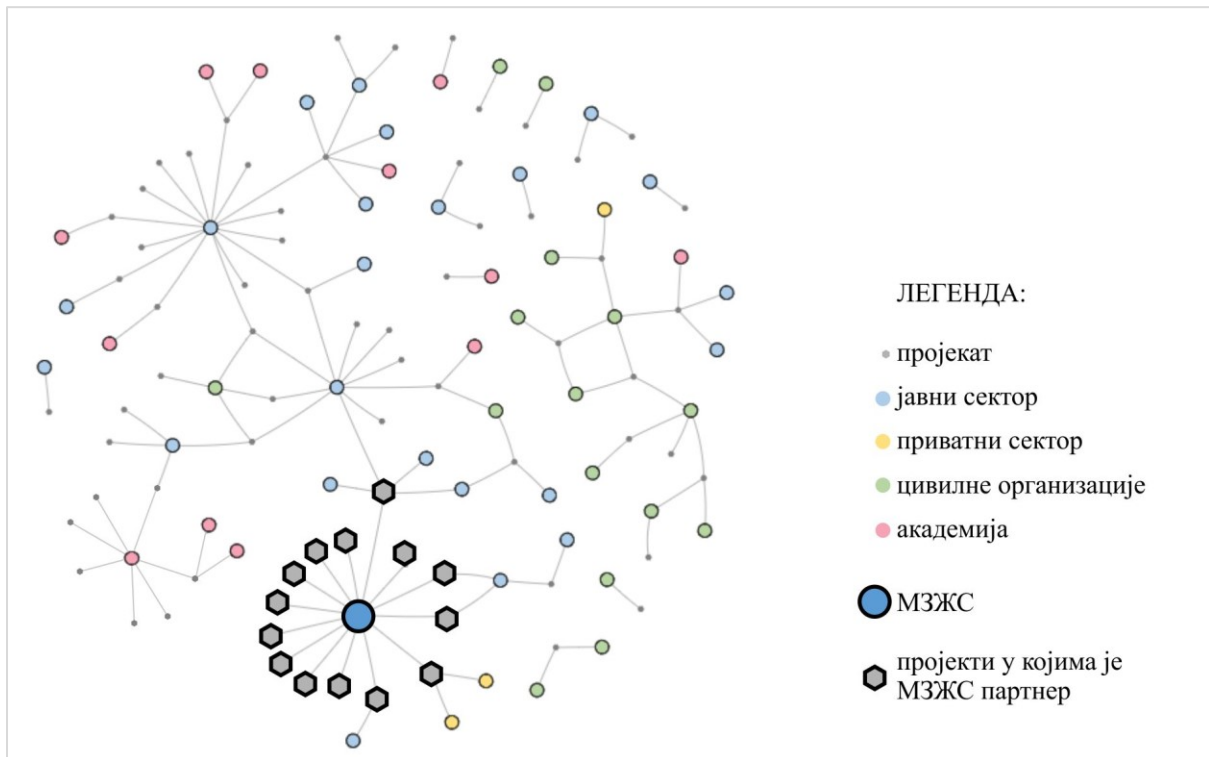 ЛЕГЕНДА:
пројекат
јавни сектор
приватни сектор
цивилне организације
академија
МЗЖС
пројекти у којима је
МЗЖС партнер